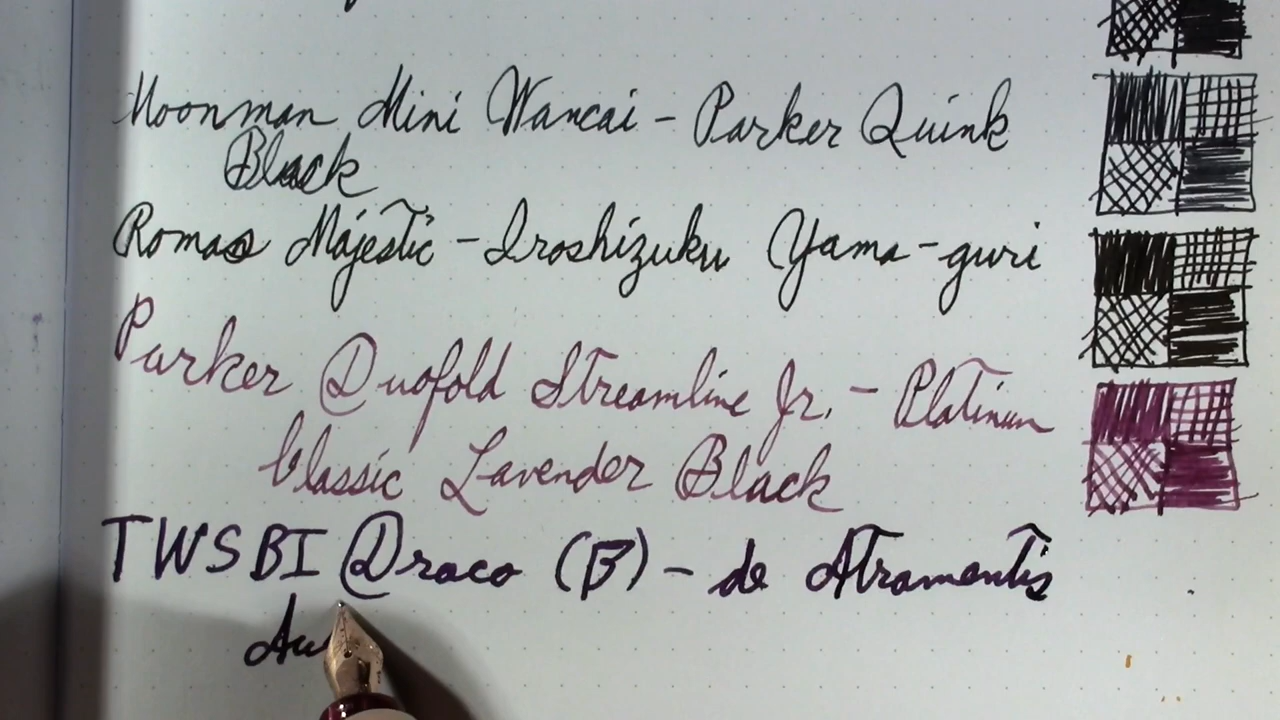 Moonman Mini Wancai - Parker Quink
Black
Romas Majestic - Iroshizuku Yama-guri
Parker Duofold Streamline Jr. - Platinum
Classic Lavender Black
TWSBI Draco (B) - de Atramentis
Au